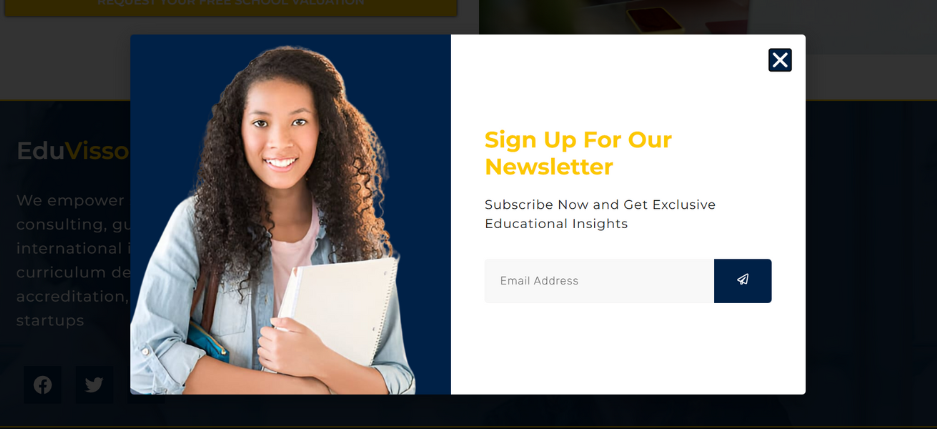 REQUEST YOUR FREE SCHOOL VALUATION
Sign Up For Our
Newsletter
Subscribe Now and Get Exclusive
Educational Insights
Email Address
EduVisso
We empower
consulting, gu
international i
curriculum de
accreditation,
startups